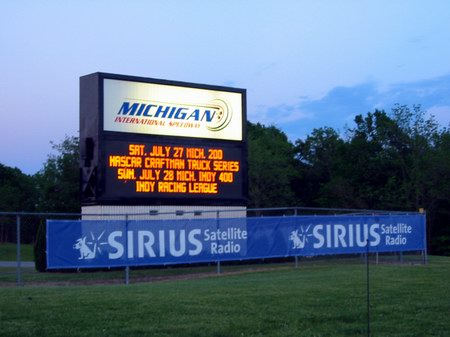 MICHIGAN
INTERNATIONAL SPEEDWAY
SAT. JULY 27 MICH. 200
NASCAR CRAFTMAN TRUCK SERIES
SUN. JULY 28 MICH. INDY 400
INDY RACING LEAGUE
SIRIUS Satellite Radio SIRIUS Satellite Radio